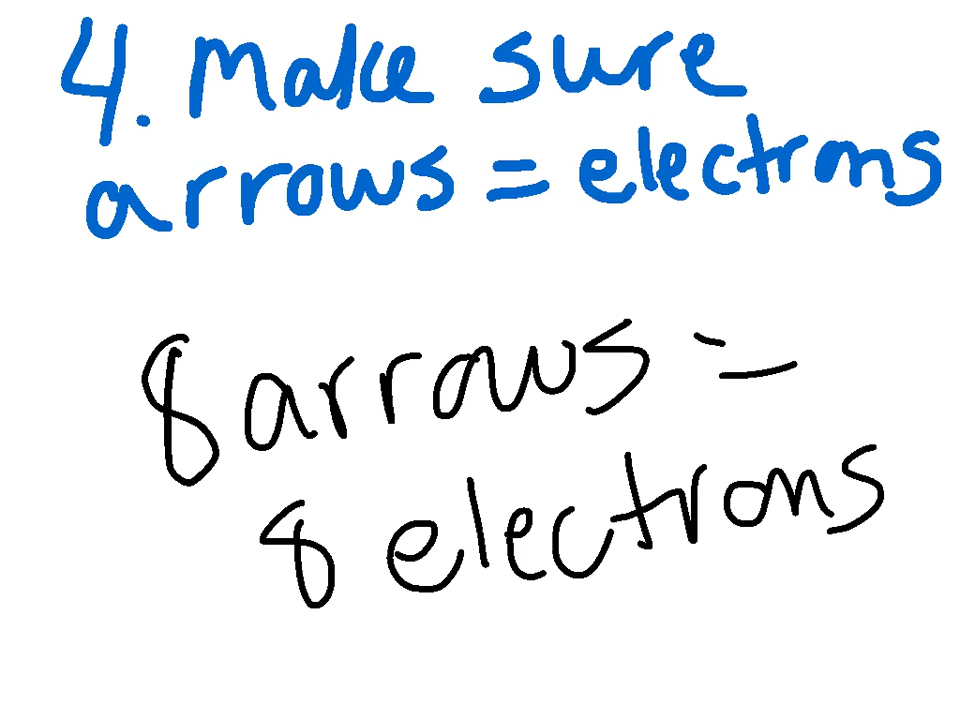 4. Make sure
arrows = electrons
8 arrows =
8 electrons